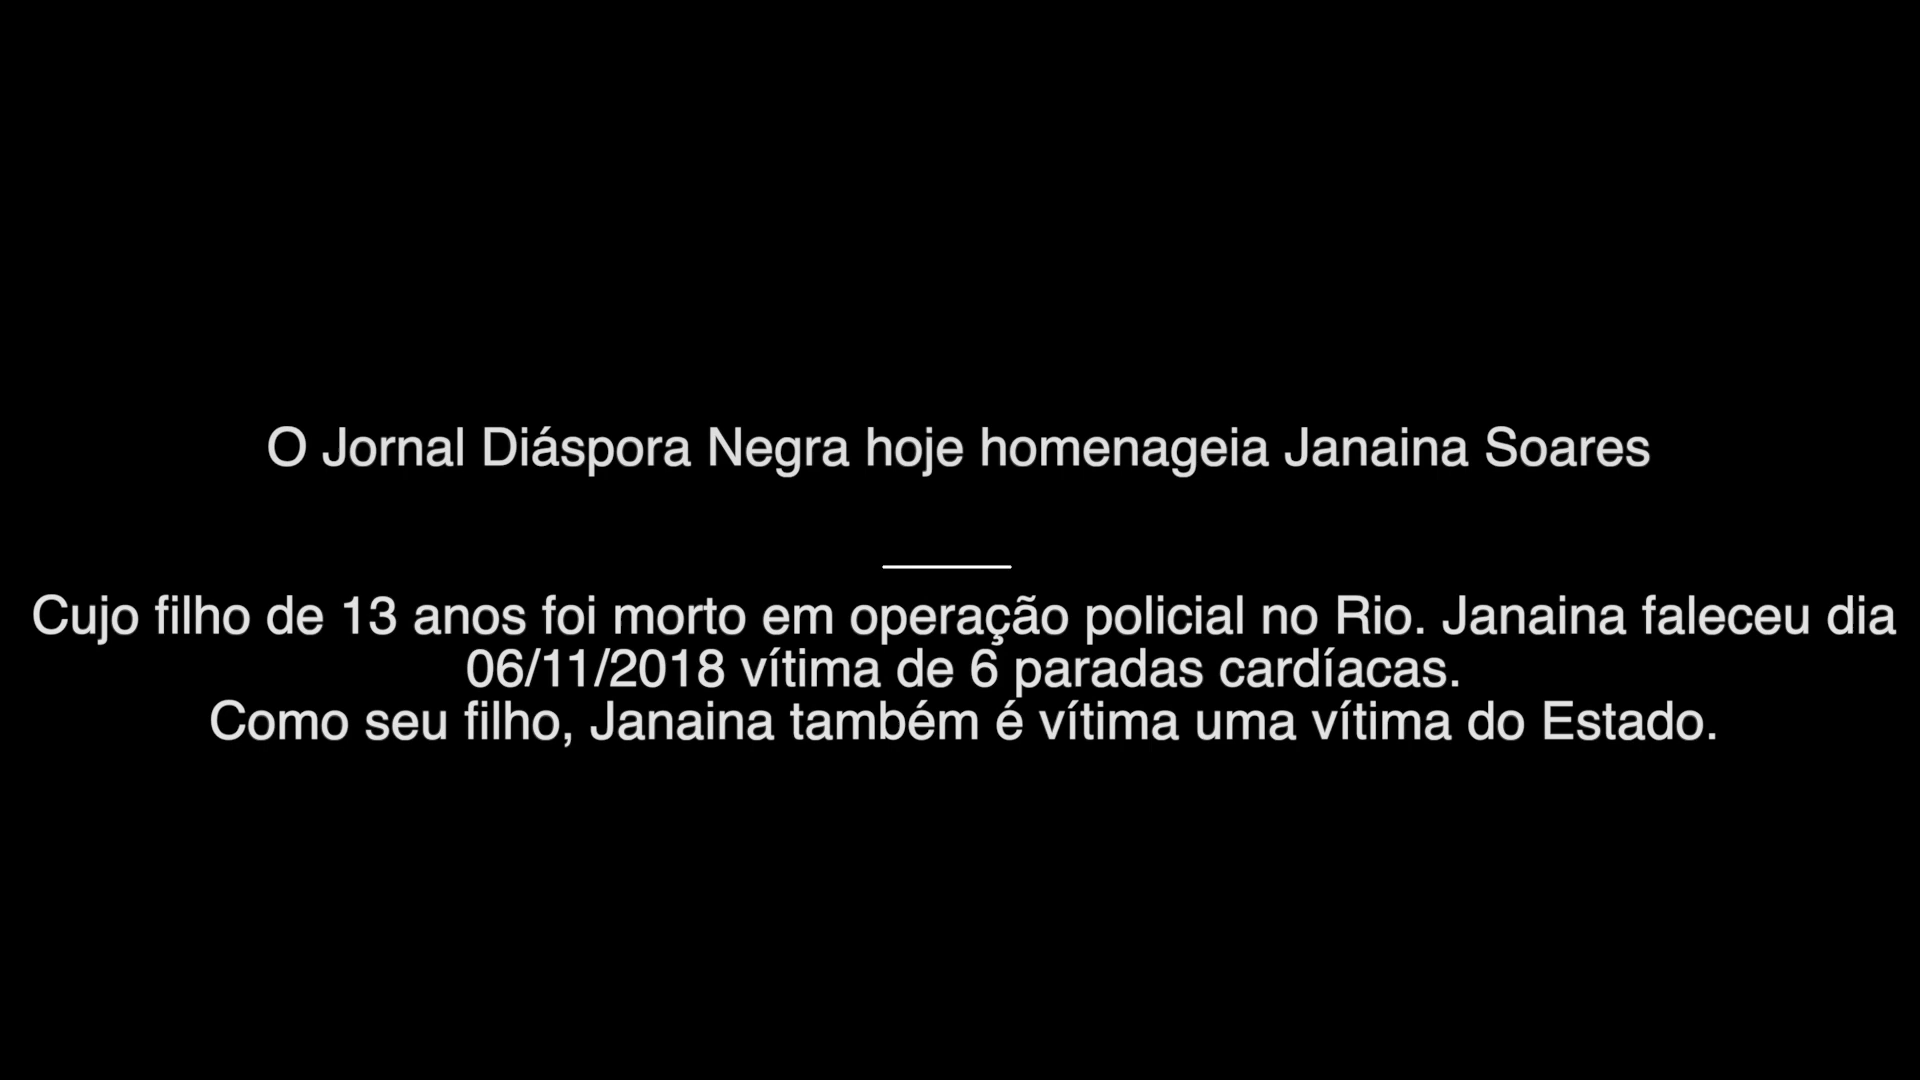 O Jornal Diáspora Negra hoje homenageia Janaina Soares
Cujo filho de 13 anos foi morto em operação policial no Rio. Janaina faleceu dia
06/11/2018 vítima de 6 paradas cardíacas.
Como seu filho, Janaina também é vítima uma vítima do Estado.